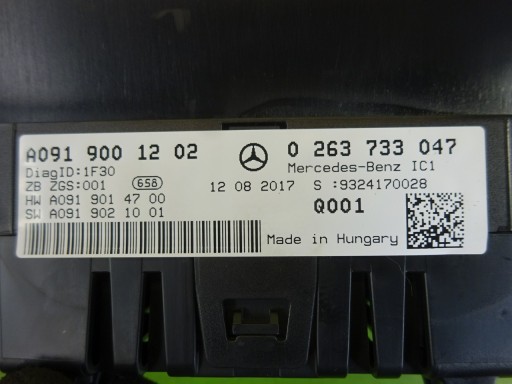 A091 900 12 02 0 263 733 047
DiagID:1F30 Mercedes-Benz IC1
ZB ZGS:001 658 12 08 2017 S :9324170028
HW A091 901 47 00 Q001
SW A091 902 10 01
Made in Hungary